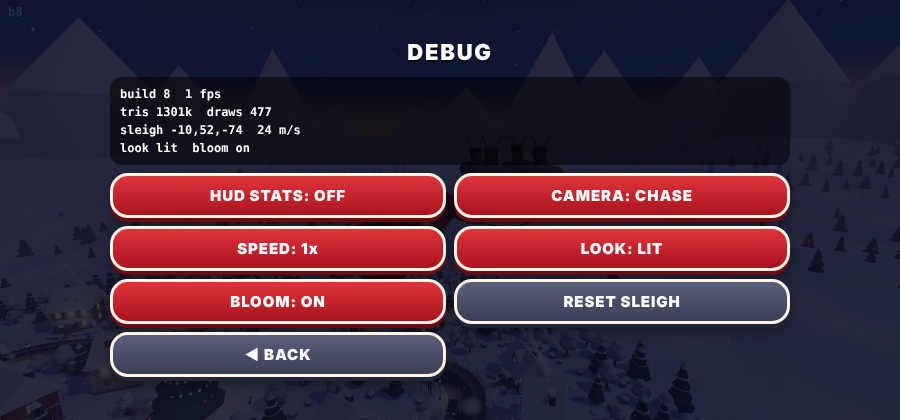 b8
DEBUG
build 8  1 fps
tris 1301k  draws 477
sleigh -10,52,-74  24 m/s
look lit  bloom on
HUD STATS: OFF
CAMERA: CHASE
SPEED: 1x
LOOK: LIT
BLOOM: ON
RESET SLEIGH
◀ BACK